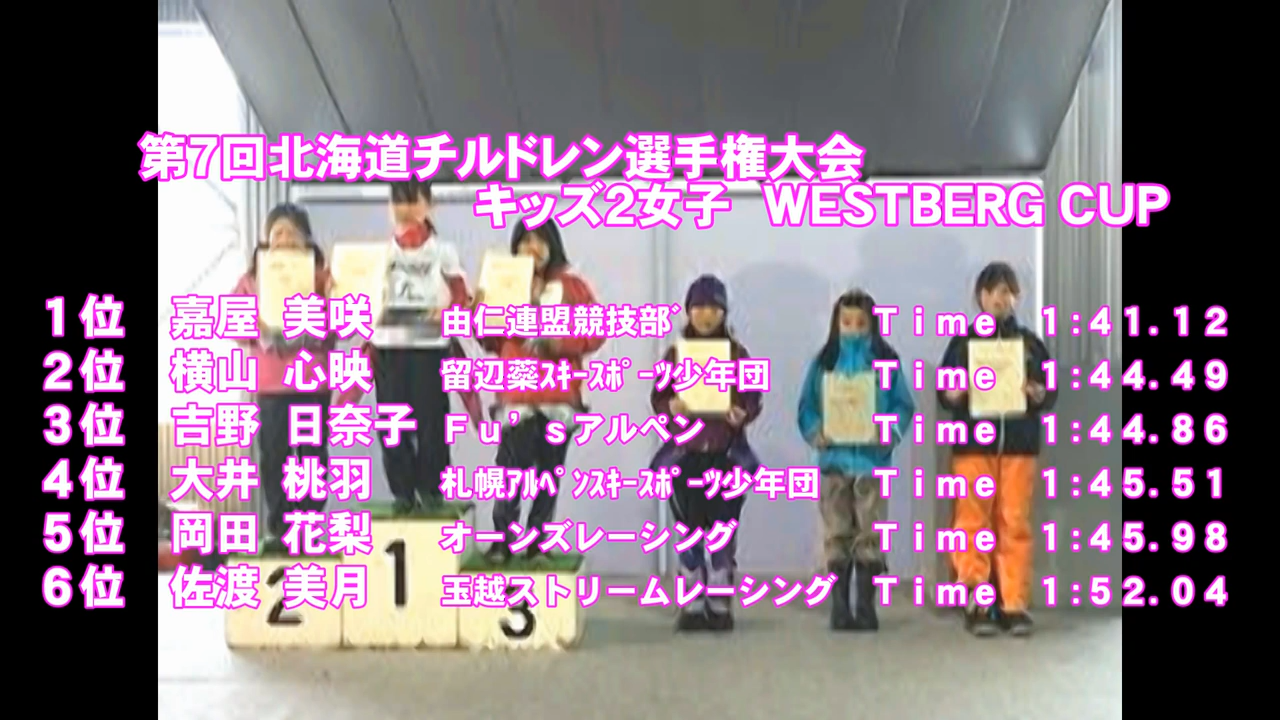 第7回北海道チルドレン選手権大会
キッズ2女子　WESTBERG CUP
1位　嘉屋 美咲　由仁連盟競技部ﾞ　Ｔｉｍｅ　1:41.12
2位　横山 心映　留辺蘂ｽｷｰｽﾎﾟｰﾂ少年団　Ｔｉｍｅ　1:44.49
3位　吉野 日奈子　Ｆｕ’ｓアルペン　Ｔｉｍｅ　1:44.86
4位　大井 桃羽　札幌ｱﾙﾍﾟﾝｽｷｰｽﾎﾟｰﾂ少年団　Ｔｉｍｅ　1:45.51
5位　岡田 花梨　オーンズレーシング　Ｔｉｍｅ　1:45.98
6位　佐渡 美月　玉越ストリームレーシング　Ｔｉｍｅ　1:52.04
2
1
3